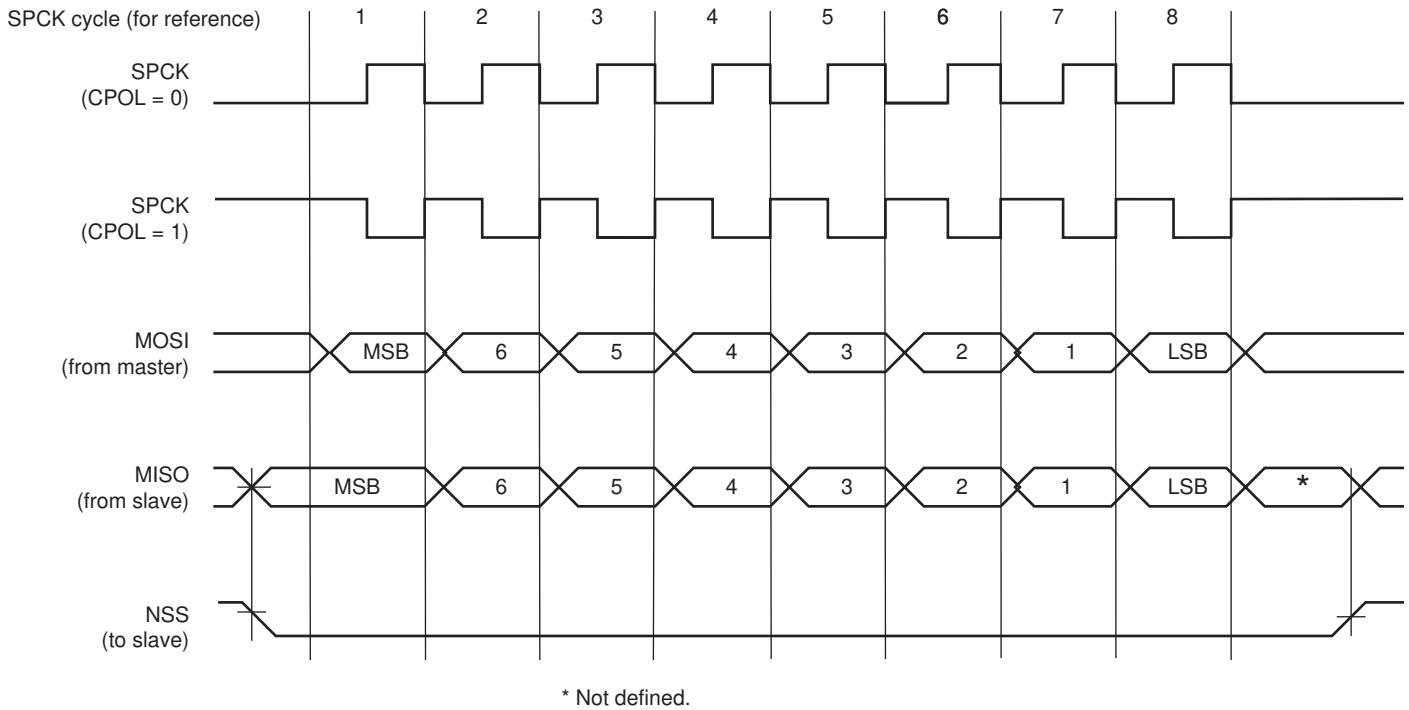 SPCK cycle (for reference) 1 2 3 4 5 6 7 8
SPCK
(CPOL = 0)
SPCK
(CPOL = 1)
MOSI
(from master)
MSB 6 5 4 3 2 1 LSB
MISO
(from slave)
MSB 6 5 4 3 2 1 LSB *
NSS
(to slave)
* Not defined.